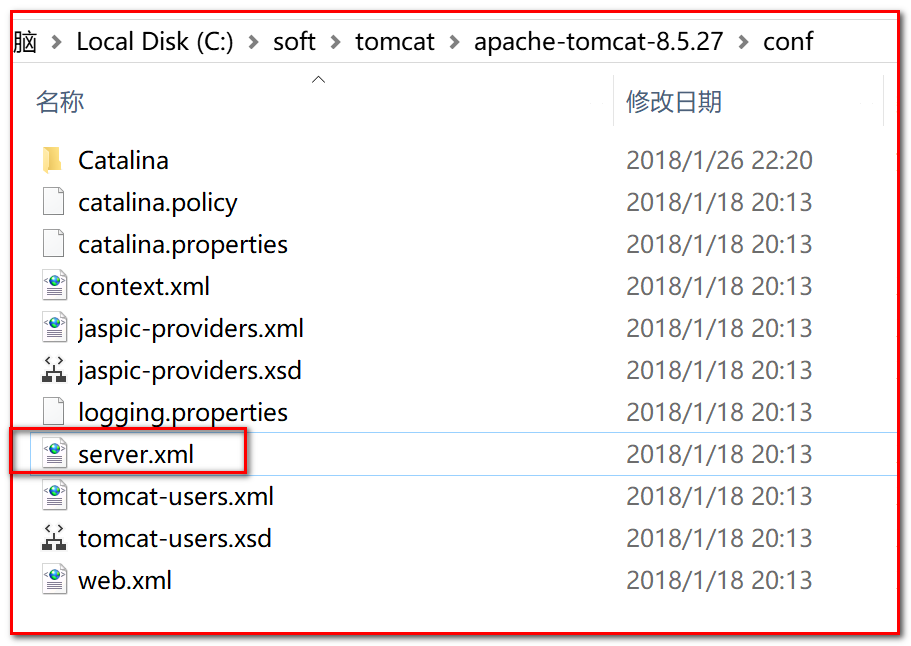 脑 > Local Disk (C:) > soft > tomcat > apache-tomcat-8.5.27 > conf
名称 修改日期
Catalina 2018/1/26 22:20
catalina.policy 2018/1/18 20:13
catalina.properties 2018/1/18 20:13
context.xml 2018/1/18 20:13
jaspic-providers.xml 2018/1/18 20:13
jaspic-providers.xsd 2018/1/18 20:13
logging.properties 2018/1/18 20:13
server.xml 2018/1/18 20:13
tomcat-users.xml 2018/1/18 20:13
tomcat-users.xsd 2018/1/18 20:13
web.xml 2018/1/18 20:13